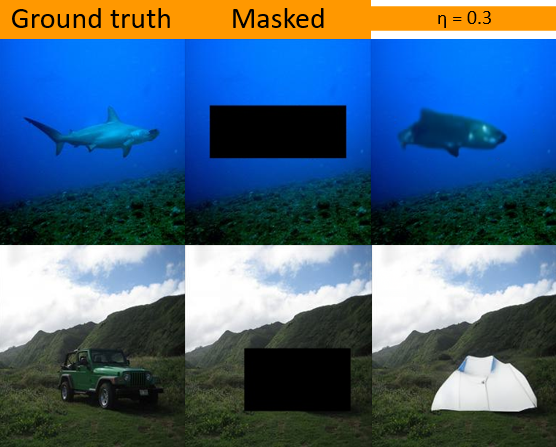 Ground truth
Masked
η = 0.3